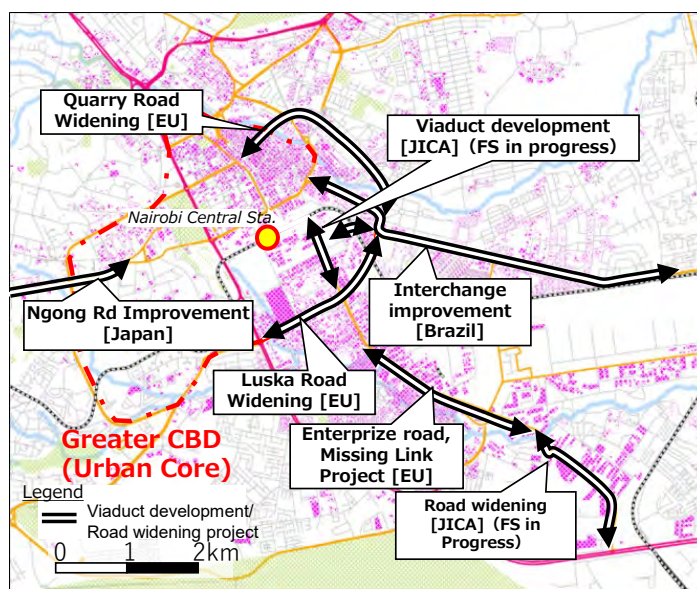 Quarry Road
Widening [EU]
Viaduct development
[JICA]（FS in progress）
Nairobi Central Sta.
Ngong Rd Improvement
[Japan]
Interchange
improvement
[Brazil]
Luska Road
Widening [EU]
Enterprize road,
Missing Link
Project [EU]
Greater CBD
(Urban Core)
Road widening
[JICA]（FS in
Progress）
Legend
Viaduct development/
Road widening project
0 1 2km